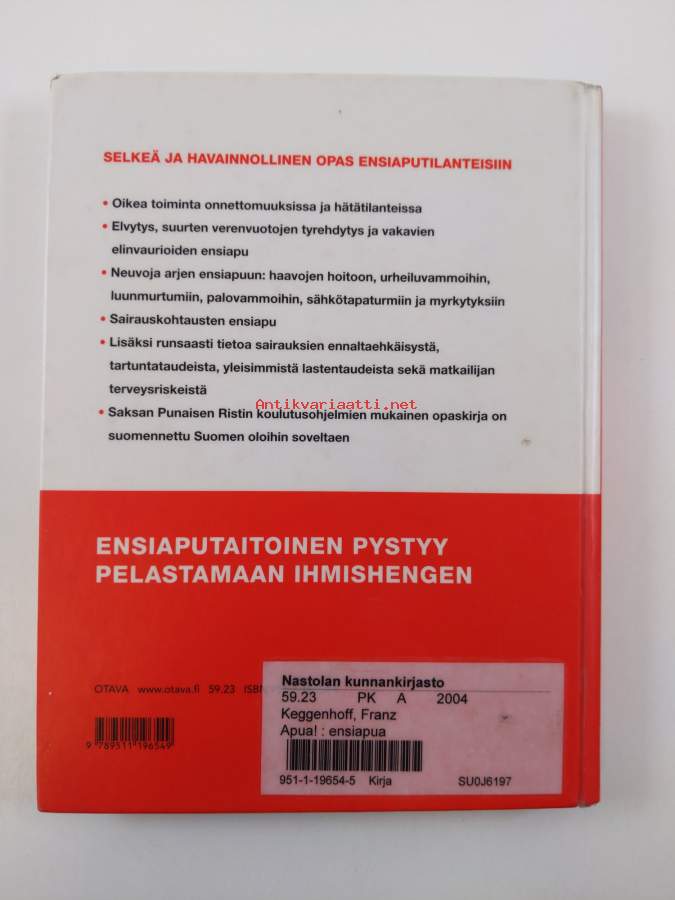 SELKEÄ JA HAVAINNOLLINEN OPAS ENSIAPUTILANTEISIIN
• Oikea toiminta onnettomuuksissa ja hätätilanteissa
• Elvytys, suurten verenvuotojen tyrehdytys ja vakavien
elinvaurioiden ensiapu
• Neuvoja arjen ensiapuun: haavojen hoitoon, urheiluvammoihin,
luunmurtumiin, palovammoihin, sähkötapaturmiin ja myrkytyksiin
• Sairauskohtausten ensiapu
• Lisäksi runsaasti tietoa sairauksien ennaltaehkäisystä,
tartuntataudeista, yleisimmistä lastentaudeista sekä matkailijan
terveysriskeistä
Antikvariaatti.net
• Saksan Punaisen Ristin koulutusohjelmien mukainen opaskirja on
suomennettu Suomen oloihin soveltaen
ENSIAPUTAITOINEN PYSTYY
PELASTAMAAN IHMISHENGEN
OTAVA www.otava.fi 59.23 ISBN
9 789511 196549
Nastolan kunnankirjasto
59.23 PK A 2004
Keggenhoff, Franz
Apua! : ensiapua
951-1-19654-5 Kirja SU0J6197